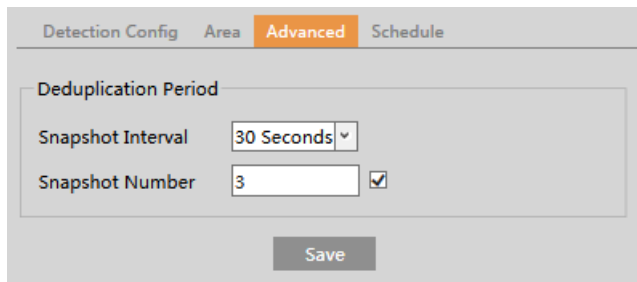 Detection Config Area Advanced Schedule
Deduplication Period
Snapshot Interval 30 Seconds
Snapshot Number 3
Save